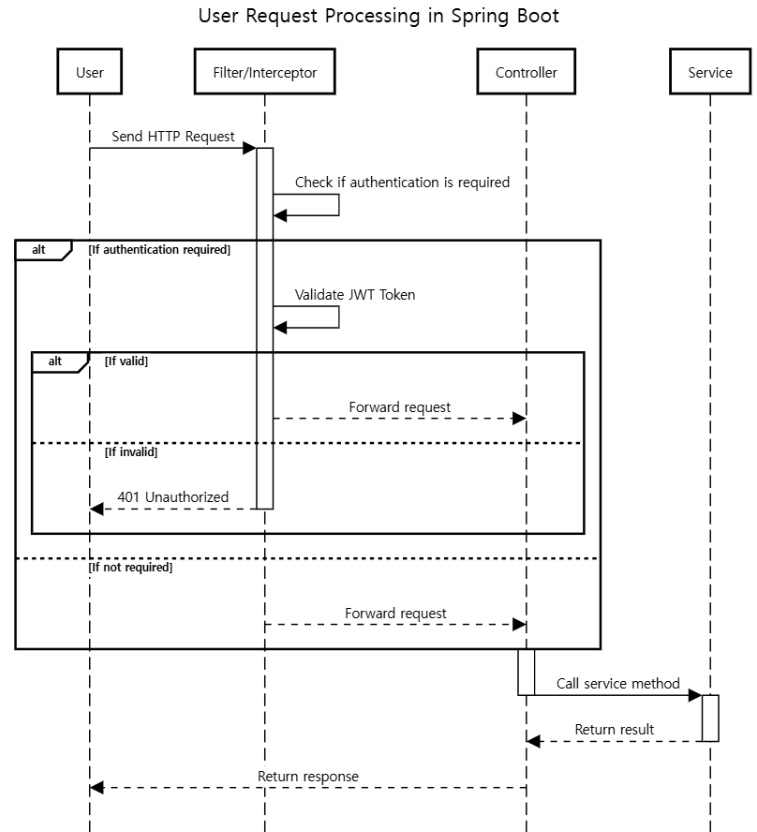 User Request Processing in Spring Boot
User
Filter/Interceptor
Controller
Service
Send HTTP Request
Check if authentication is required
alt
[If authentication required]
Validate JWT Token
alt
[If valid]
Forward request
[If invalid]
401 Unauthorized
[If not required]
Forward request
Call service method
Return result
Return response